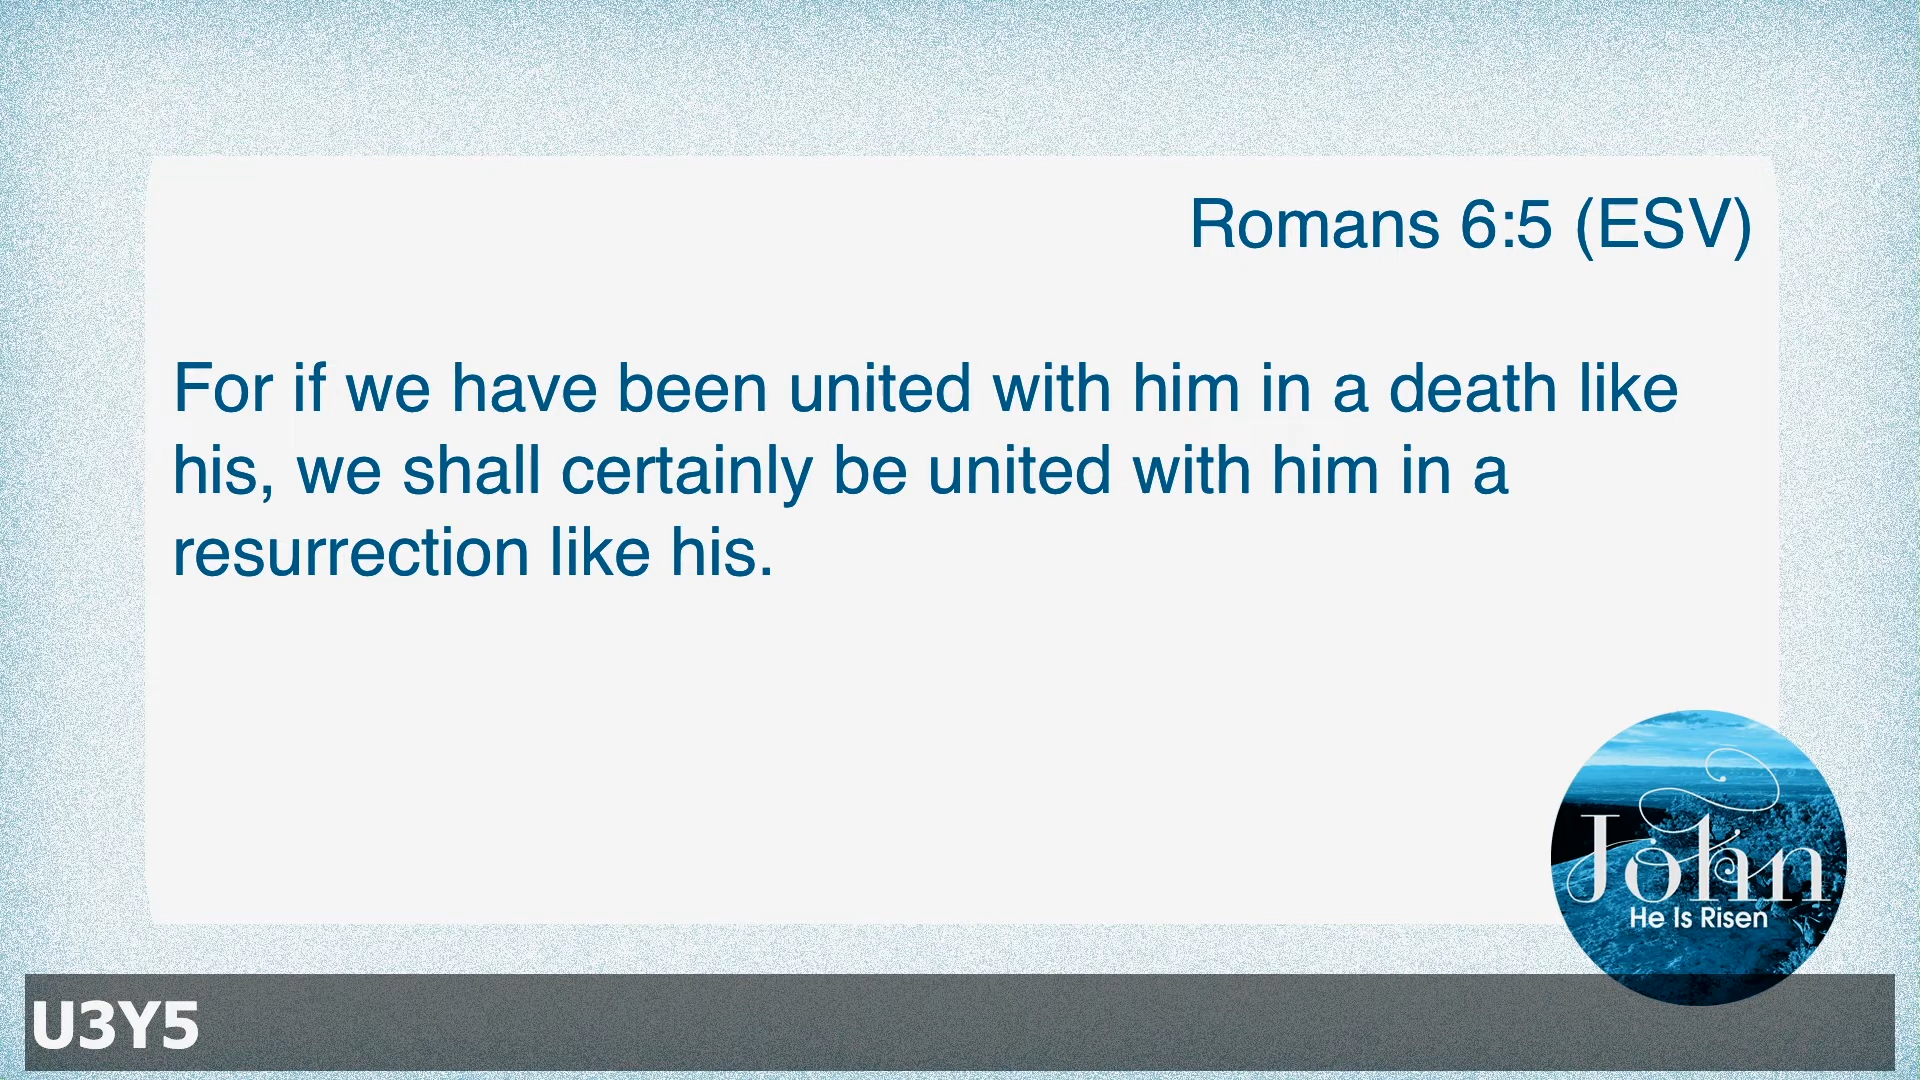 Romans 6:5 (ESV)
For if we have been united with him in a death like
his, we shall certainly be united with him in a
resurrection like his.
John
He Is Risen
U3Y5